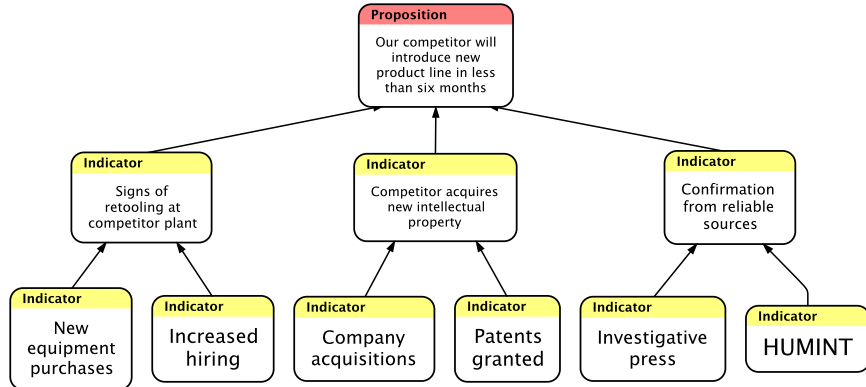 Proposition
Our competitor will
introduce new
product line in less
than six months
Indicator
Signs of
retooling at
competitor plant
Indicator
Competitor acquires
new intellectual
property
Indicator
Confirmation
from reliable
sources
Indicator
New
equipment
purchases
Indicator
Increased
hiring
Indicator
Company
acquisitions
Indicator
Patents
granted
Indicator
Investigative
press
Indicator
HUMINT